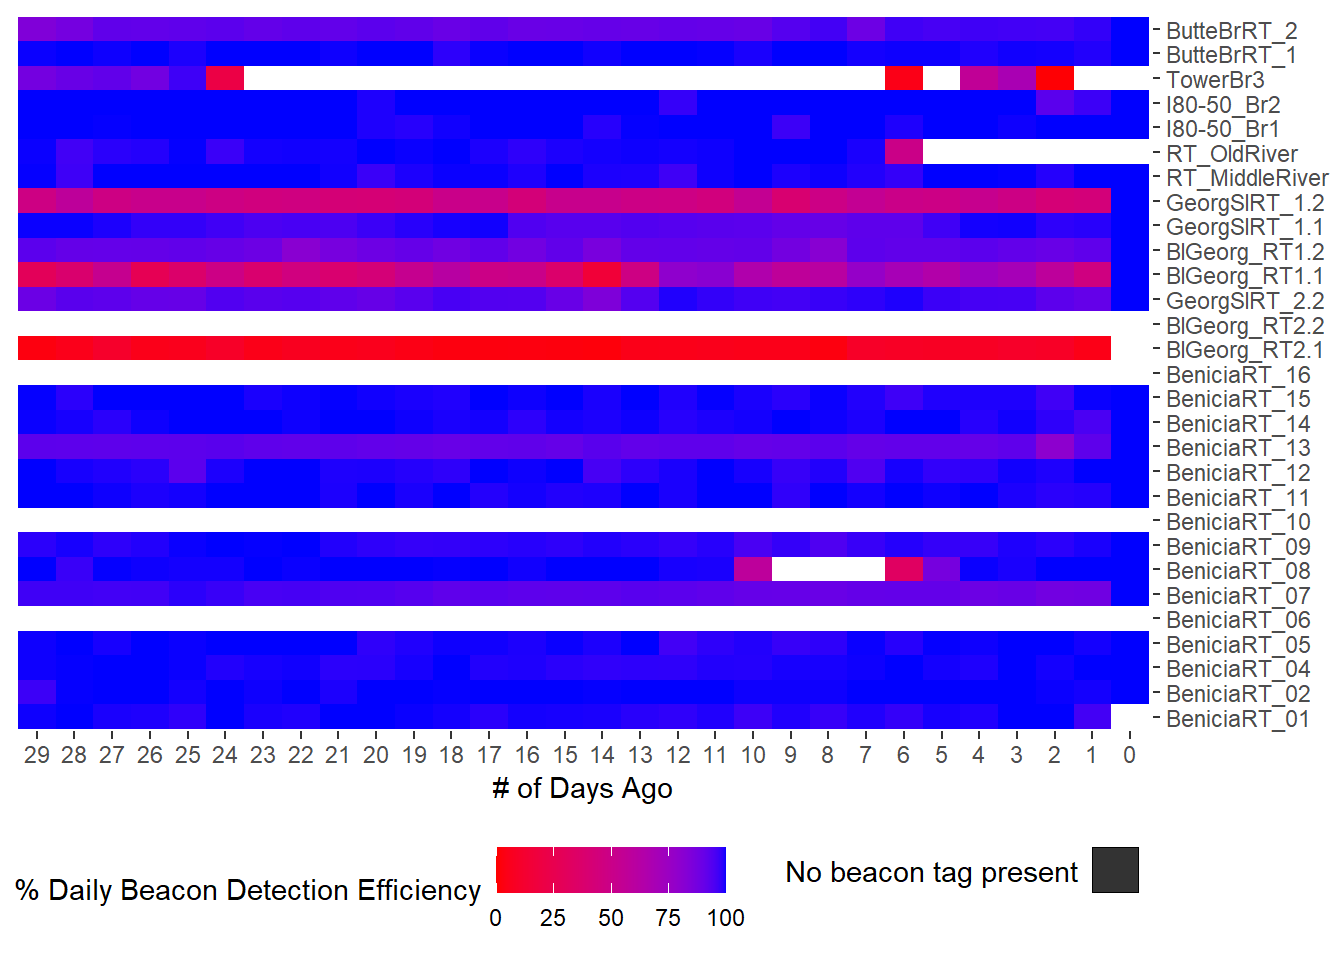 ButteBrRT_2
ButteBrRT_1
TowerBr3
I80-50_Br2
I80-50_Br1
RT_OldRiver
RT_MiddleRiver
GeorgSlRT_1.2
GeorgSlRT_1.1
BlGeorg_RT1.2
BlGeorg_RT1.1
GeorgSlRT_2.2
BlGeorg_RT2.2
BlGeorg_RT2.1
BeniciaRT_16
BeniciaRT_15
BeniciaRT_14
BeniciaRT_13
BeniciaRT_12
BeniciaRT_11
BeniciaRT_10
BeniciaRT_09
BeniciaRT_08
BeniciaRT_07
BeniciaRT_06
BeniciaRT_05
BeniciaRT_04
BeniciaRT_02
BeniciaRT_01
29 28 27 26 25 24 23 22 21 20 19 18 17 16 15 14 13 12 11 10 9 8 7 6 5 4 3 2 1 0
# of Days Ago
% Daily Beacon Detection Efficiency
0 25 50 75 100
No beacon tag present